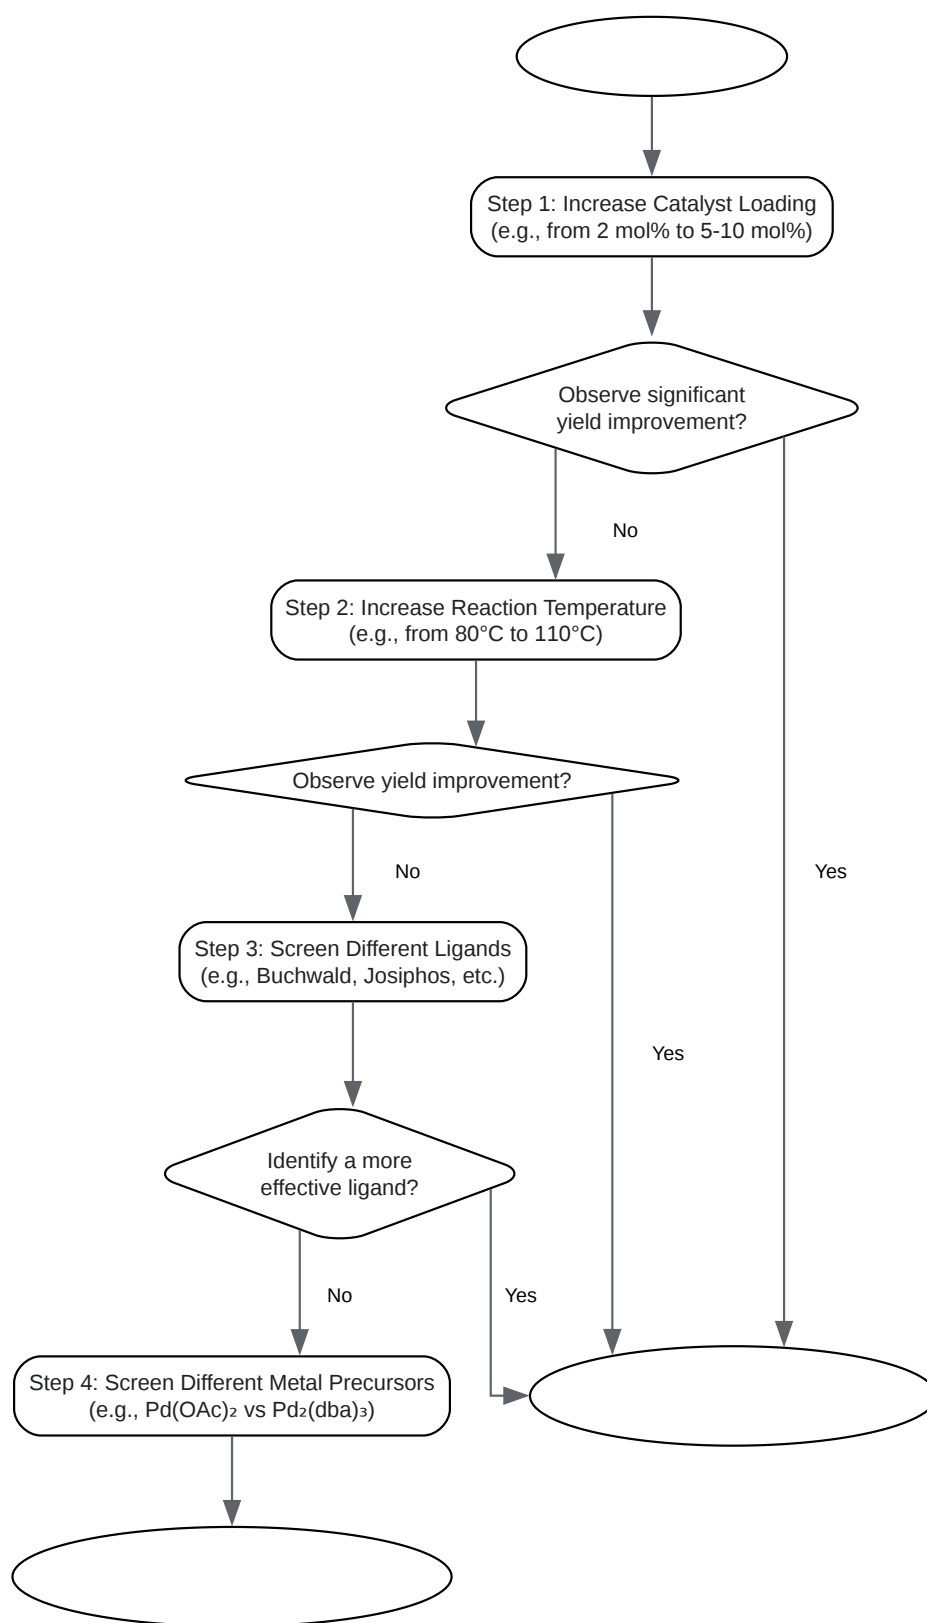 Step 1: Increase Catalyst Loading
(e.g., from 2 mol% to 5-10 mol%)
Observe significant
yield improvement?
No
Step 2: Increase Reaction Temperature
(e.g., from 80°C to 110°C)
Observe yield improvement?
No
Yes
Step 3: Screen Different Ligands
(e.g., Buchwald, Josiphos, etc.)
Yes
Identify a more
effective ligand?
No
Yes
Step 4: Screen Different Metal Precursors
(e.g., Pd(OAc)₂ vs Pd₂(dba)₃)